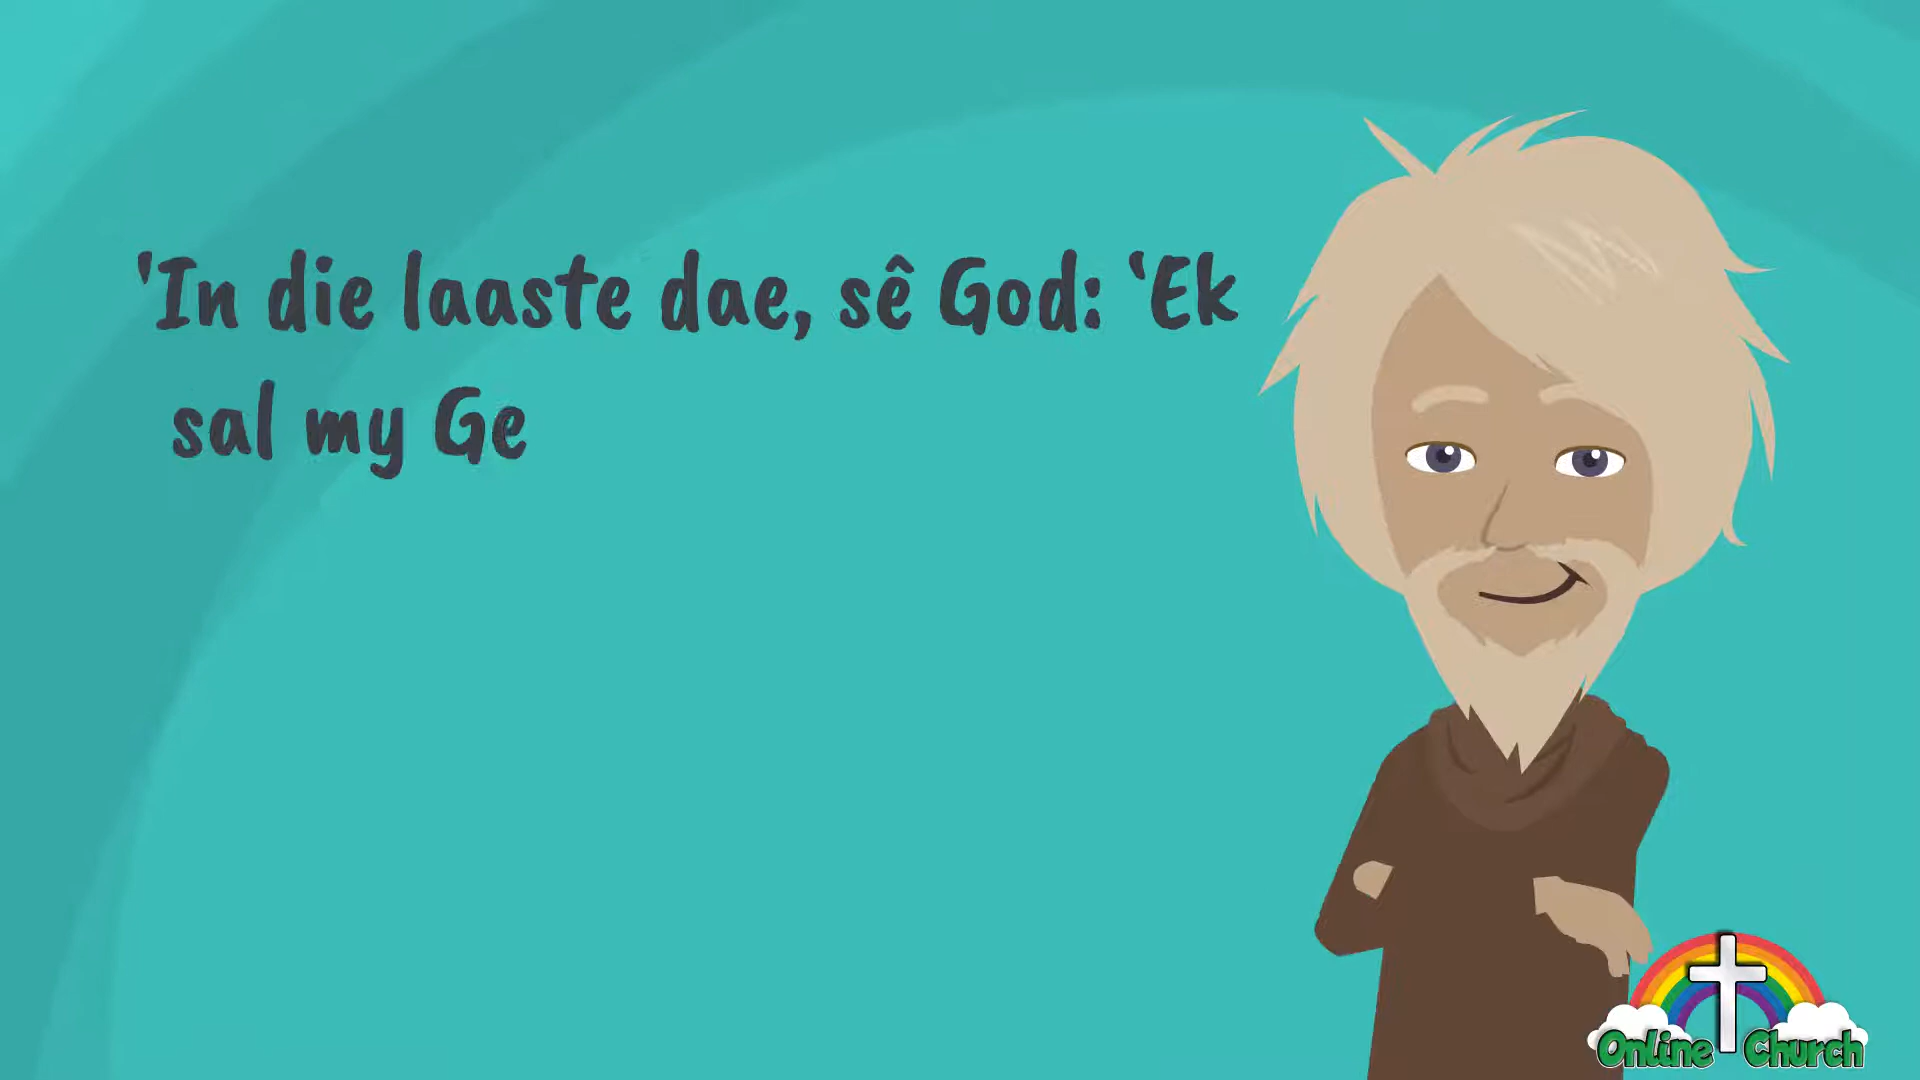 'In die laaste dae, sê God: ‘Ek
sal my Ge
Online Church